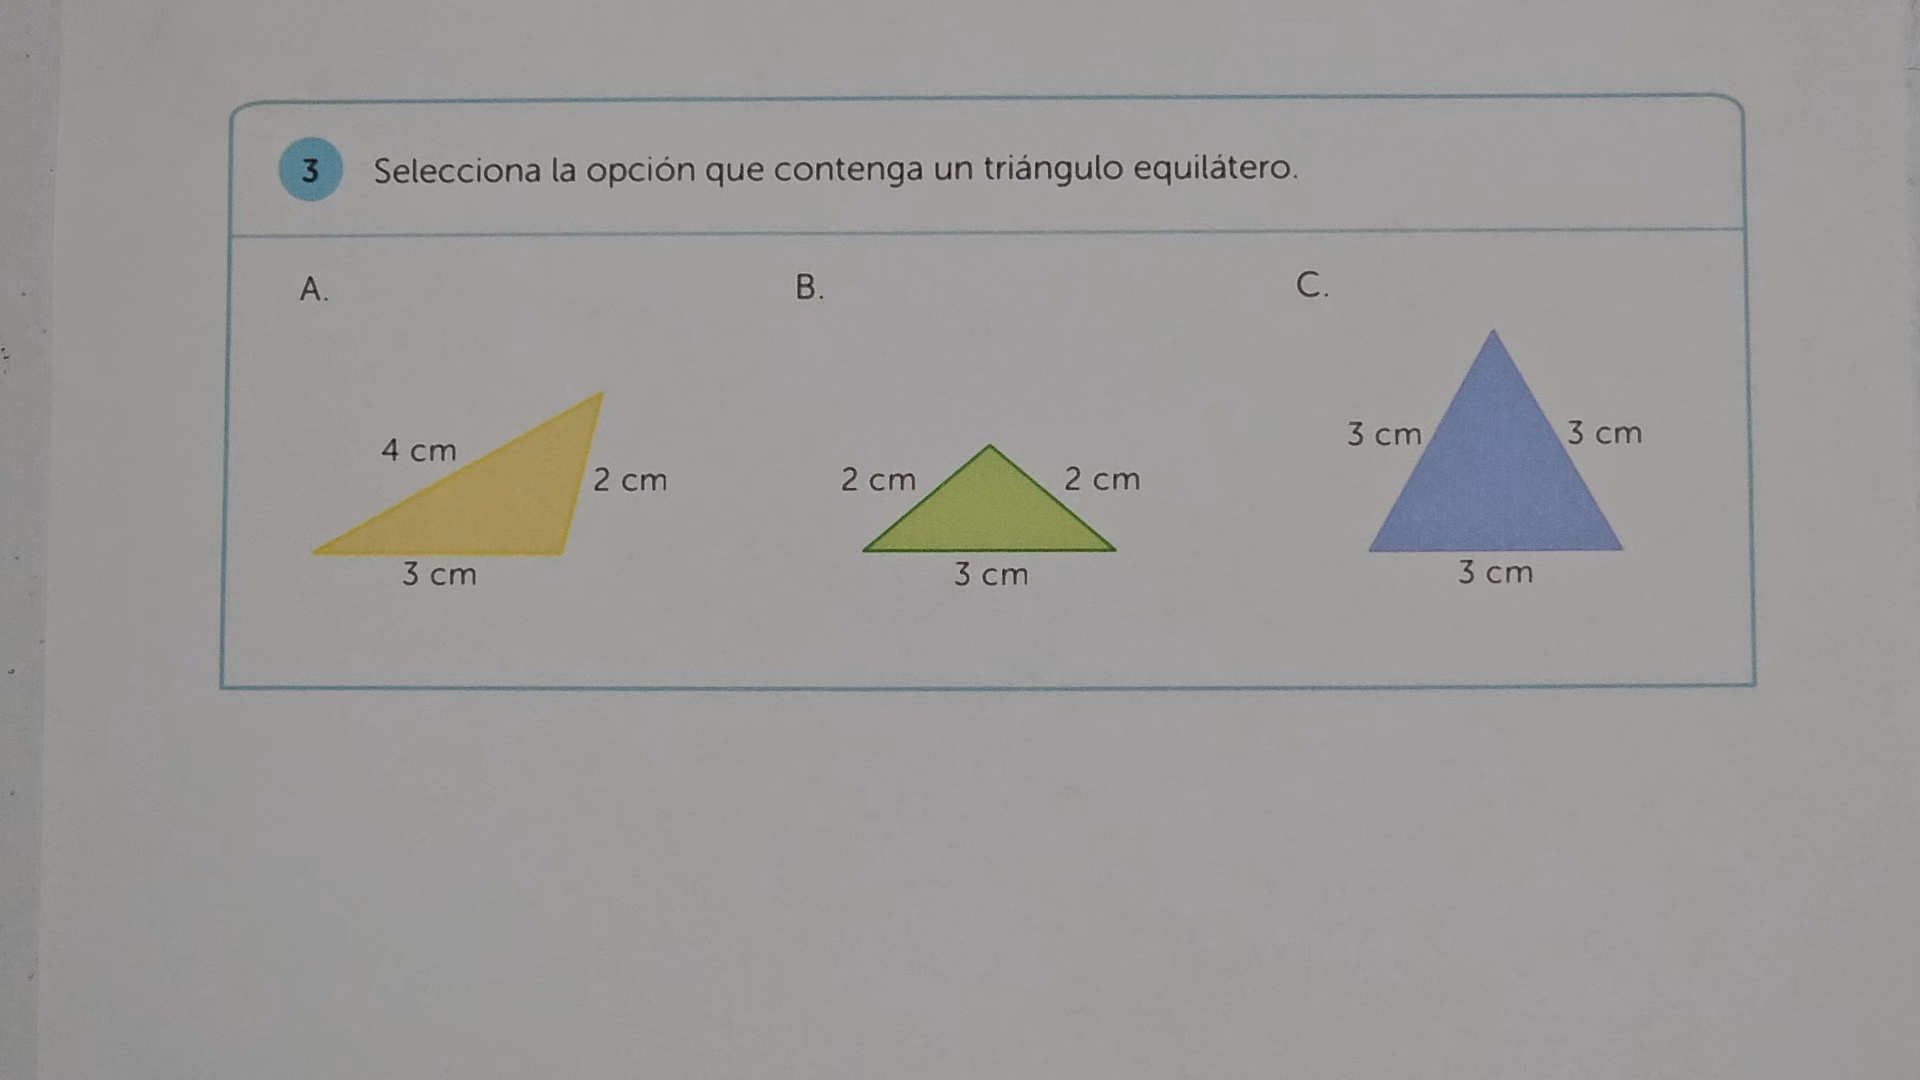 3 Selecciona la opción que contenga un triángulo equilátero.
A. B. C.
4 cm
2 cm
3 cm
2 cm
2 cm
3 cm
3 cm
3 cm
3 cm